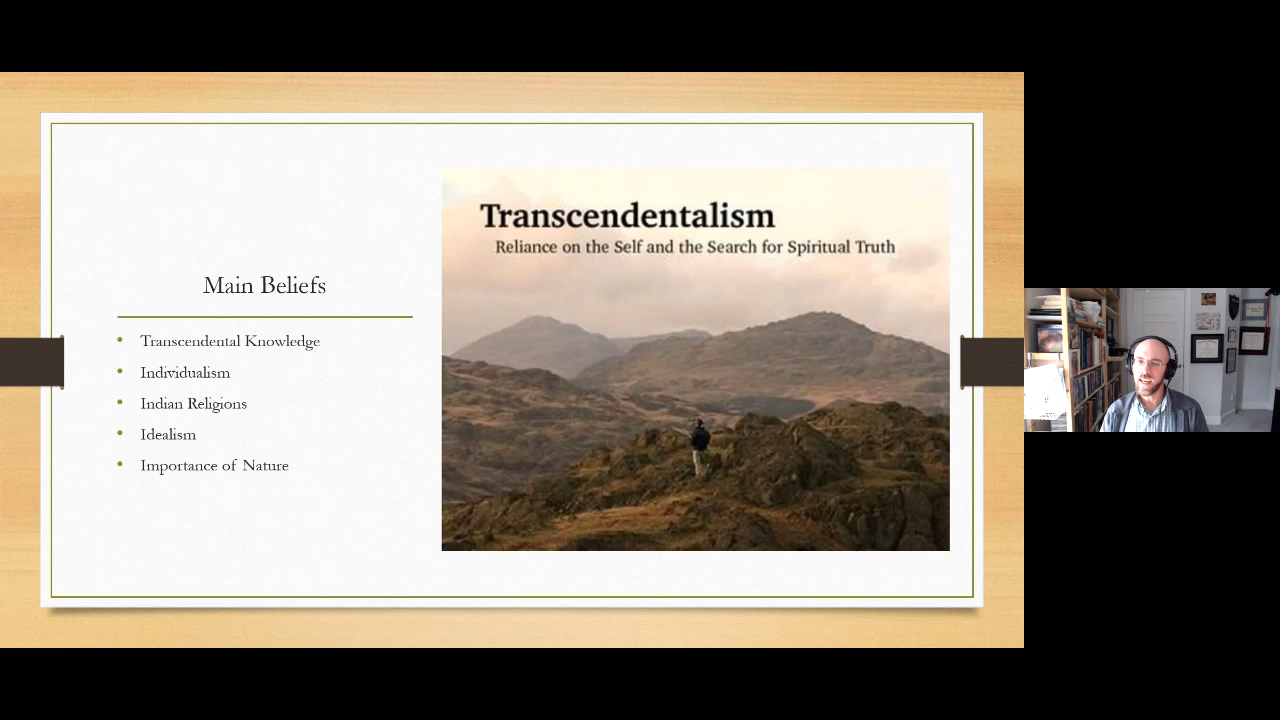 Main Beliefs
Transcendental Knowledge
Individualism
Indian Religions
Idealism
Importance of Nature
Transcendentalism
Reliance on the Self and the Search for Spiritual Truth